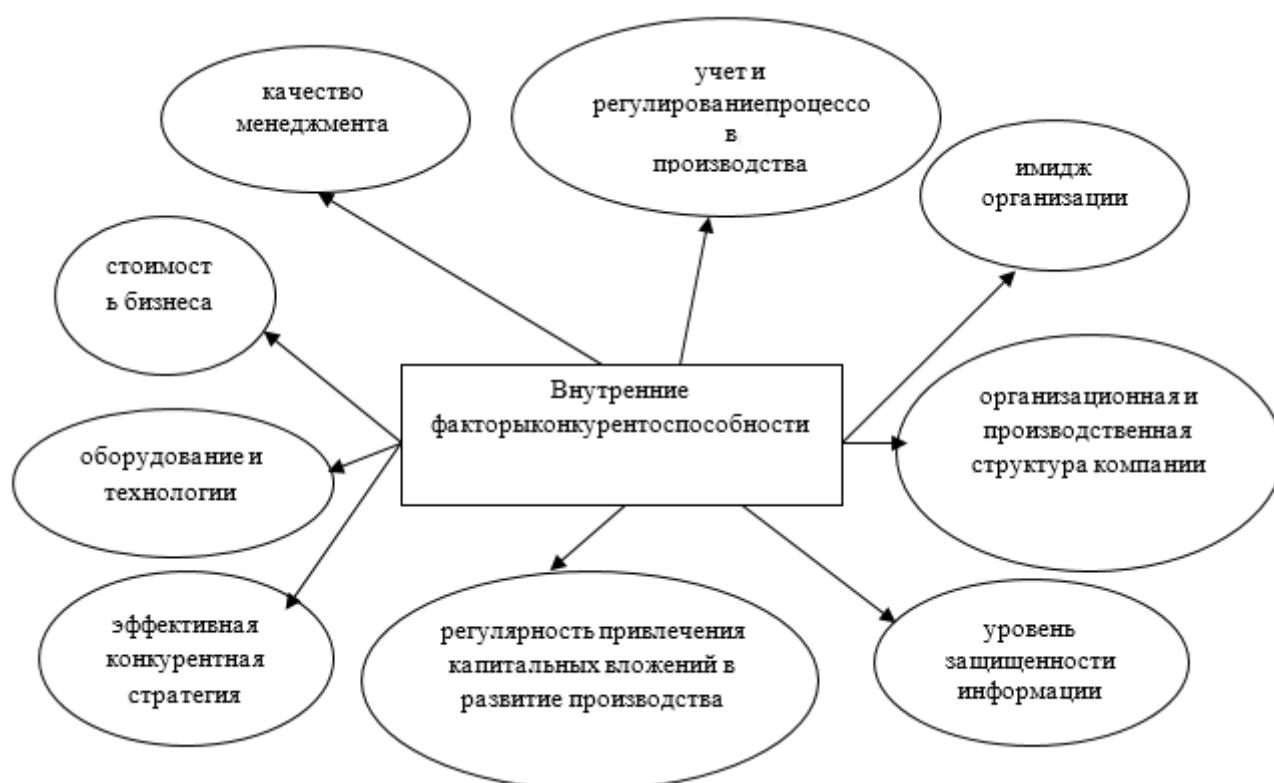 качество
менеджмента
учет и
регулированиепроцессо
в
производства
имидж
организации
стоимост
ь бизнеса
Внутренние
факторыконкурентоспособности
организационная и
производственная
структура компании
оборудование и
технологии
эффективная
конкурентная
стратегия
регулярность привлечения
капитальных вложений в
развитие производства
уровень
защищенности
информации